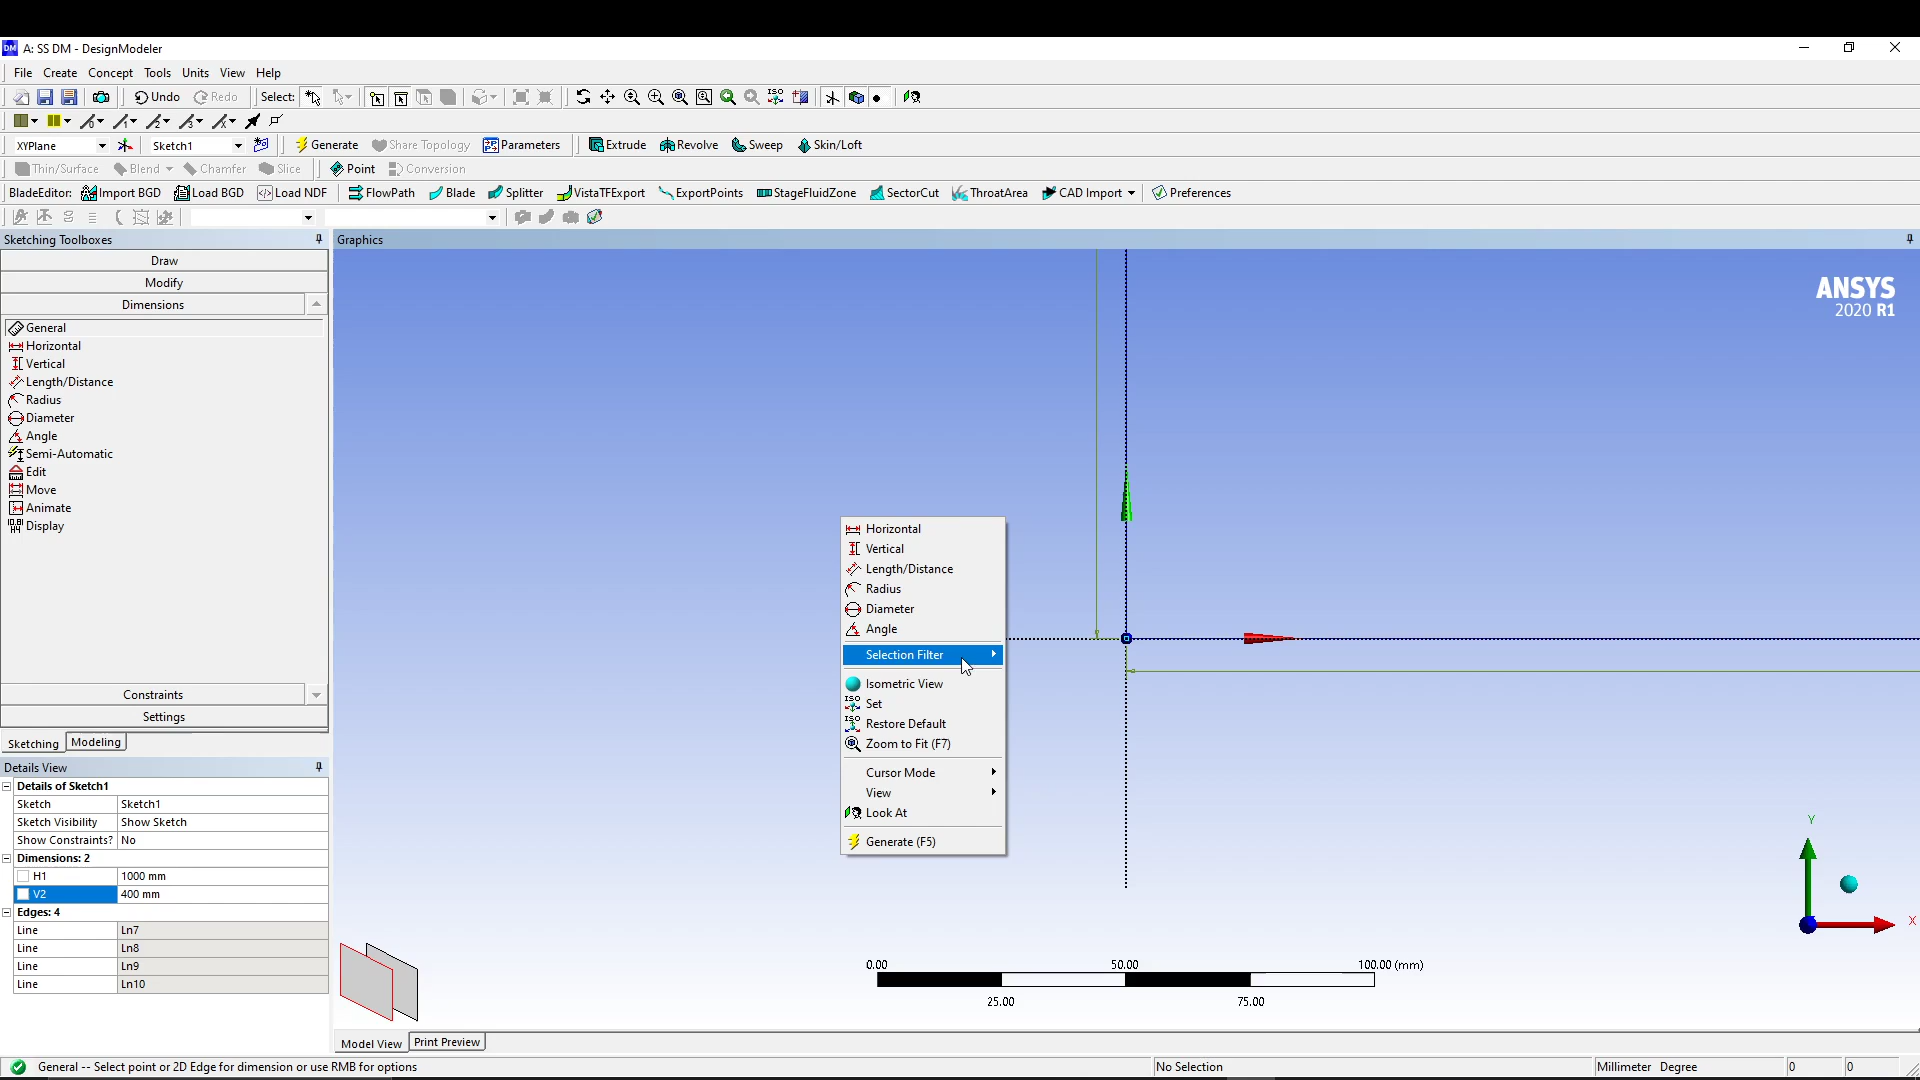 A: SS DM - DesignModeler
File Create Concept Tools Units View Help
Undo Redo Select: ISO
XYPlane Sketch1 Generate Share Topology Parameters Extrude Revolve Sweep Skin/Loft
Thin/Surface Blend Chamfer Slice Point Conversion
BladeEditor: Import BGD Load BGD Load NDF FlowPath Blade Splitter VistaTFExport ExportPoints StageFluidZone SectorCut ThroatArea CAD Import Preferences
Sketching Toolboxes
Draw
Modify
Dimensions
General
Horizontal
Vertical
Length/Distance
Radius
Diameter
Angle
Semi-Automatic
Edit
Move
Animate
Display
Constraints
Settings
Sketching Modeling
Details View
Details of Sketch1
Sketch Sketch1
Sketch Visibility Show Sketch
Show Constraints? No
Dimensions: 2
H1 1000 mm
V2 400 mm
Edges: 4
Line Ln7
Line Ln8
Line Ln9
Line Ln10
Graphics
ANSYS
2020 R1
Horizontal
Vertical
Length/Distance
Radius
Diameter
Angle
Selection Filter
Isometric View
ISO Set
ISO Restore Default
Zoom to Fit (F7)
Cursor Mode
View
Look At
Generate (F5)
Y
X
0.00 50.00 100.00 (mm)
25.00 75.00
Model View Print Preview
General -- Select point or 2D Edge for dimension or use RMB for options No Selection Millimeter Degree 0 0